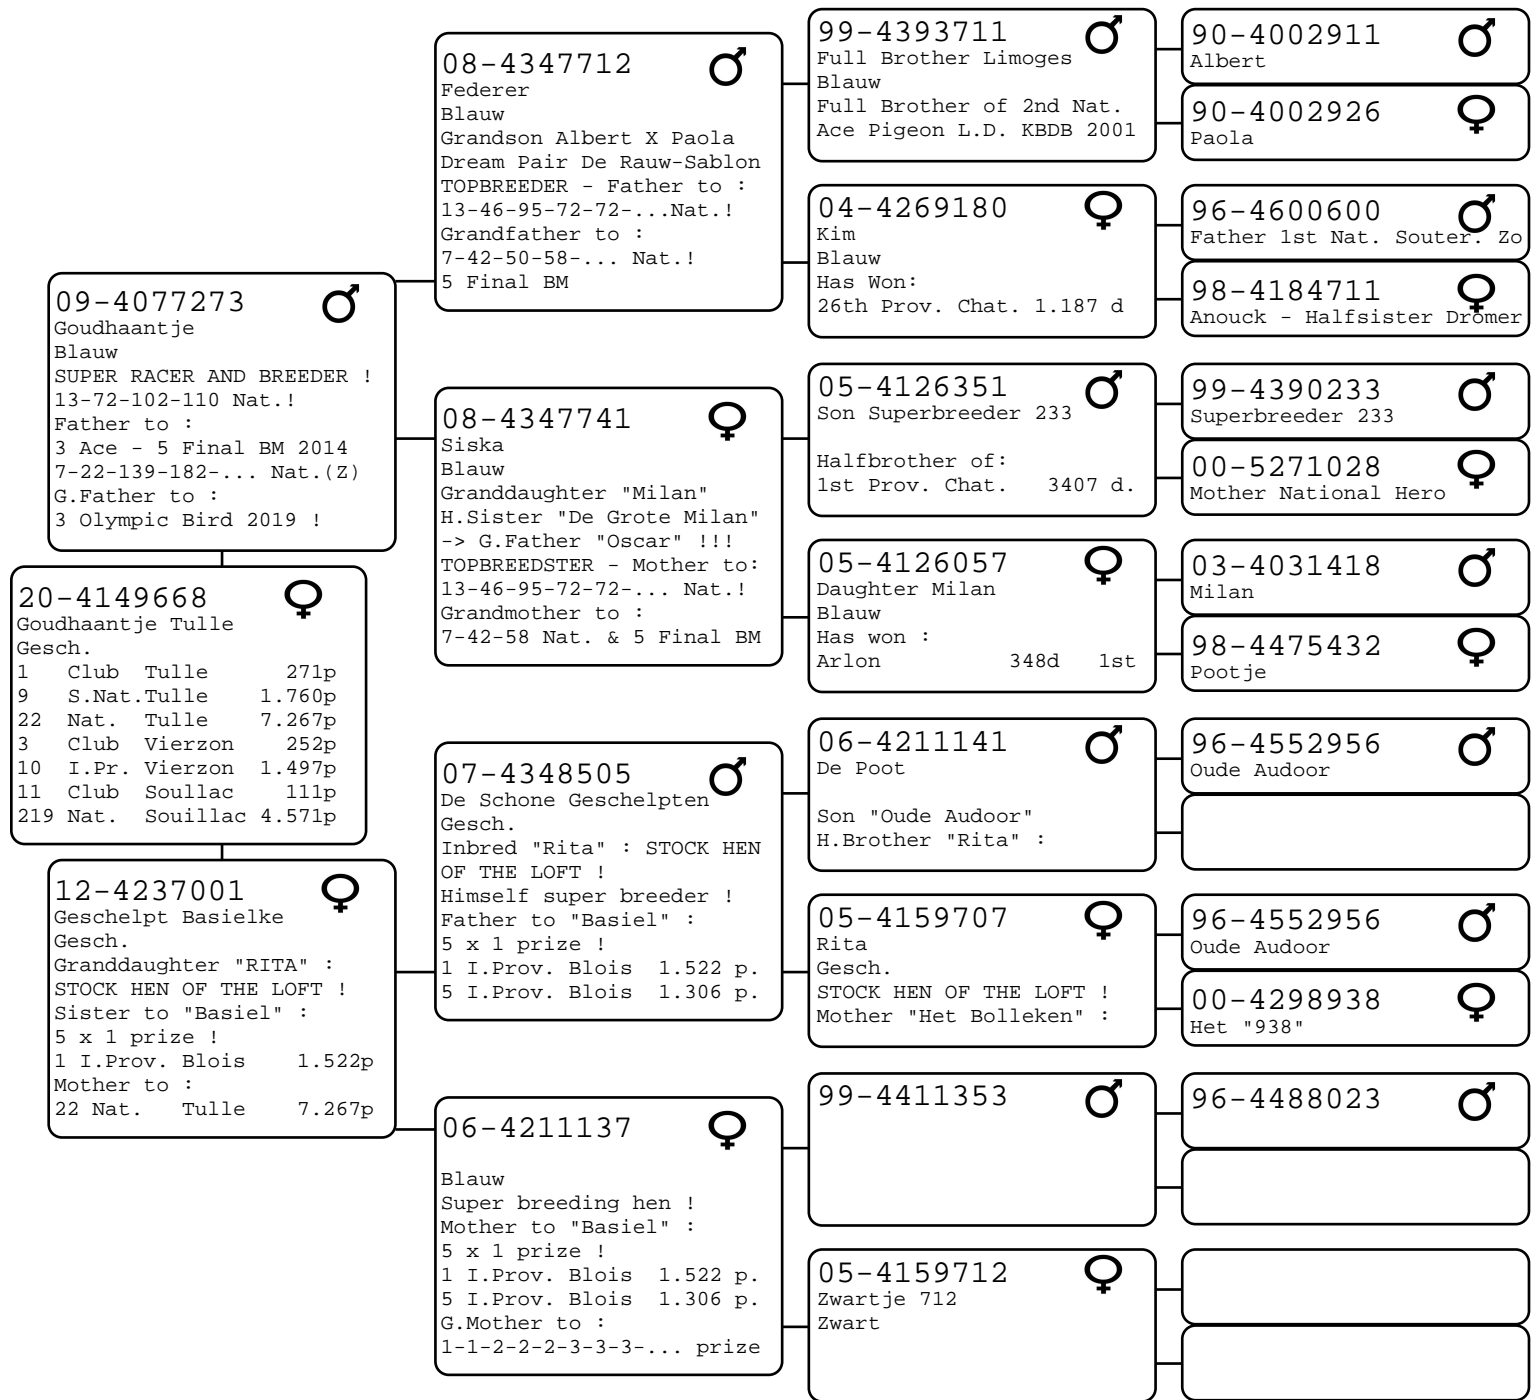 09-4077273
Goudhaantje
Blauw
SUPER RACER AND BREEDER !
13-72-102-110 Nat.!
Father to :
3 Ace - 5 Final BM 2014
7-22-139-182-... Nat.(Z)
G.Father to :
3 Olympic Bird 2019 !
20-4149668
Goudhaantje Tulle
Gesch.
1 Club Tulle 271p
9 S.Nat.Tulle 1.760p
22 Nat. Tulle 7.267p
3 Club Vierzon 252p
10 I.Pr. Vierzon 1.497p
11 Club Soullac 111p
219 Nat. Souillac 4.571p
12-4237001
Geschelpt Basielke
Gesch.
Granddaughter "RITA" :
STOCK HEN OF THE LOFT !
Sister to "Basiel" :
5 x 1 prize !
1 I.Prov. Blois 1.522p
Mother to :
22 Nat. Tulle 7.267p
08-4347712
Federer
Blauw
Grandson Albert X Paola
Dream Pair De Rauw-Sablon
TOPBREEDER - Father to :
13-46-95-72-72-...Nat.!
Grandfather to :
7-42-50-58-... Nat.!
5 Final BM
08-4347741
Siska
Blauw
Granddaughter "Milan"
H.Sister "De Grote Milan"
-> G.Father "Oscar" !!!
TOPBREEDSTER - Mother to:
13-46-95-72-72-... Nat.!
Grandmother to :
7-42-58 Nat. & 5 Final BM
07-4348505
De Schone Geschelpten
Gesch.
Inbred "Rita" : STOCK HEN
OF THE LOFT !
Himself super breeder !
Father to "Basiel" :
5 x 1 prize !
1 I.Prov. Blois 1.522 p.
5 I.Prov. Blois 1.306 p.
06-4211137
Blauw
Super breeding hen !
Mother to "Basiel" :
5 x 1 prize !
1 I.Prov. Blois 1.522 p.
5 I.Prov. Blois 1.306 p.
G.Mother to :
1-1-2-2-2-3-3-3-... prize
99-4393711
Full Brother Limoges
Blauw
Full Brother of 2nd Nat.
Ace Pigeon L.D. KBDB 2001
04-4269180
Kim
Blauw
Has Won:
26th Prov. Chat. 1.187 d
05-4126351
Son Superbreeder 233
Halfbrother of:
1st Prov. Chat. 3407 d.
05-4126057
Daughter Milan
Blauw
Has won :
Arlon 348d 1st
06-4211141
De Poot
Son "Oude Audoor"
H.Brother "Rita" :
05-4159707
Rita
Gesch.
STOCK HEN OF THE LOFT !
Mother "Het Bolleken" :
99-4411353
05-4159712
Zwartje 712
Zwart
90-4002911
Albert
90-4002926
Paola
96-4600600
Father 1st Nat. Souter. Zo
98-4184711
Anouck - Halfsister Dromer
99-4390233
Superbreeder 233
00-5271028
Mother National Hero
03-4031418
Milan
98-4475432
Pootje
96-4552956
Oude Audoor
96-4552956
Oude Audoor
00-4298938
Het "938"
96-4488023